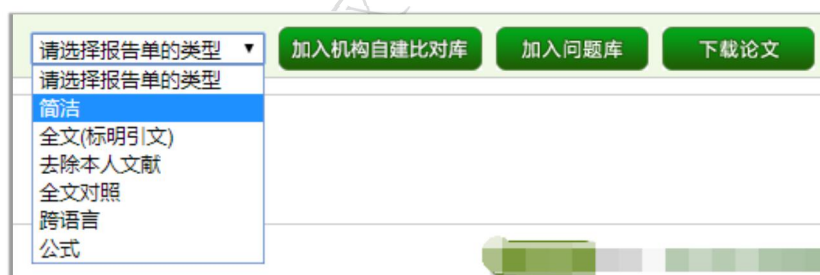 请选择报告单的类型 加入机构自建比对库 加入问题库 下载论文
请选择报告单的类型
简洁
全文(标明引文)
去除本人文献
全文对照
跨语言
公式